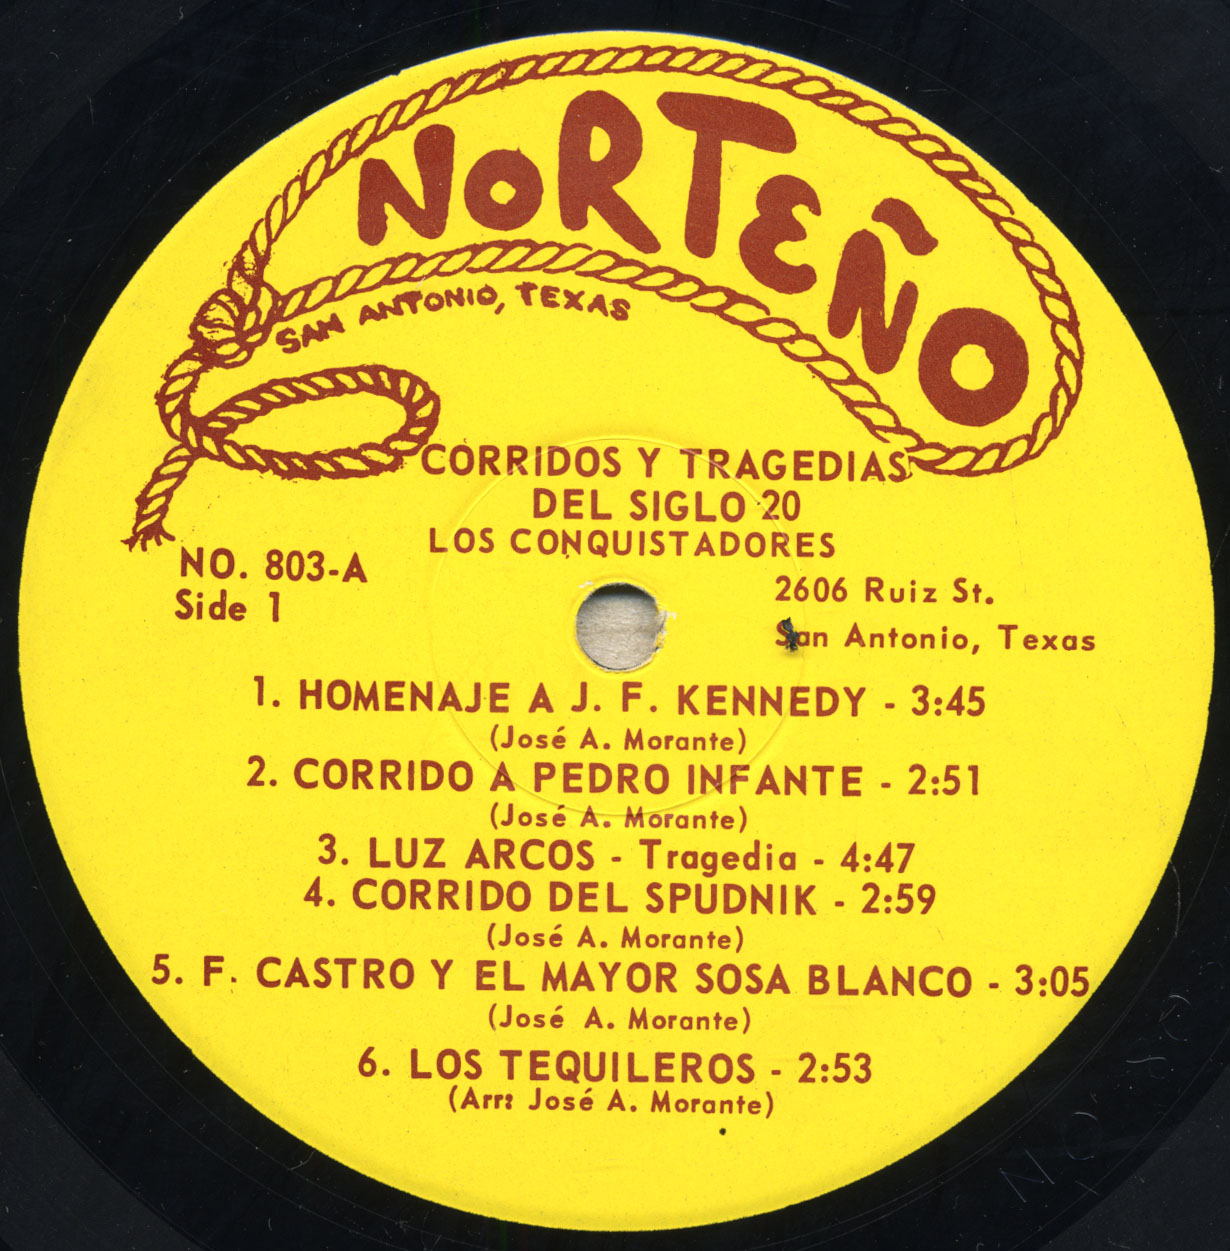 NORTEÑO
SAN ANTONIO, TEXAS
CORRIDOS Y TRAGEDIAS
DEL SIGLO 20
LOS CONQUISTADORES
NO. 803-A
Side 1
2606 Ruiz St.
San Antonio, Texas
1. HOMENAJE A J. F. KENNEDY - 3:45
(José A. Morante)
2. CORRIDO A PEDRO INFANTE - 2:51
(José A. Morante)
3. LUZ ARCOS - Tragedia - 4:47
4. CORRIDO DEL SPUDNIK - 2:59
(José A. Morante)
5. F. CASTRO Y EL MAYOR SOSA BLANCO - 3:05
(José A. Morante)
6. LOS TEQUILEROS - 2:53
(Arr: José A. Morante)